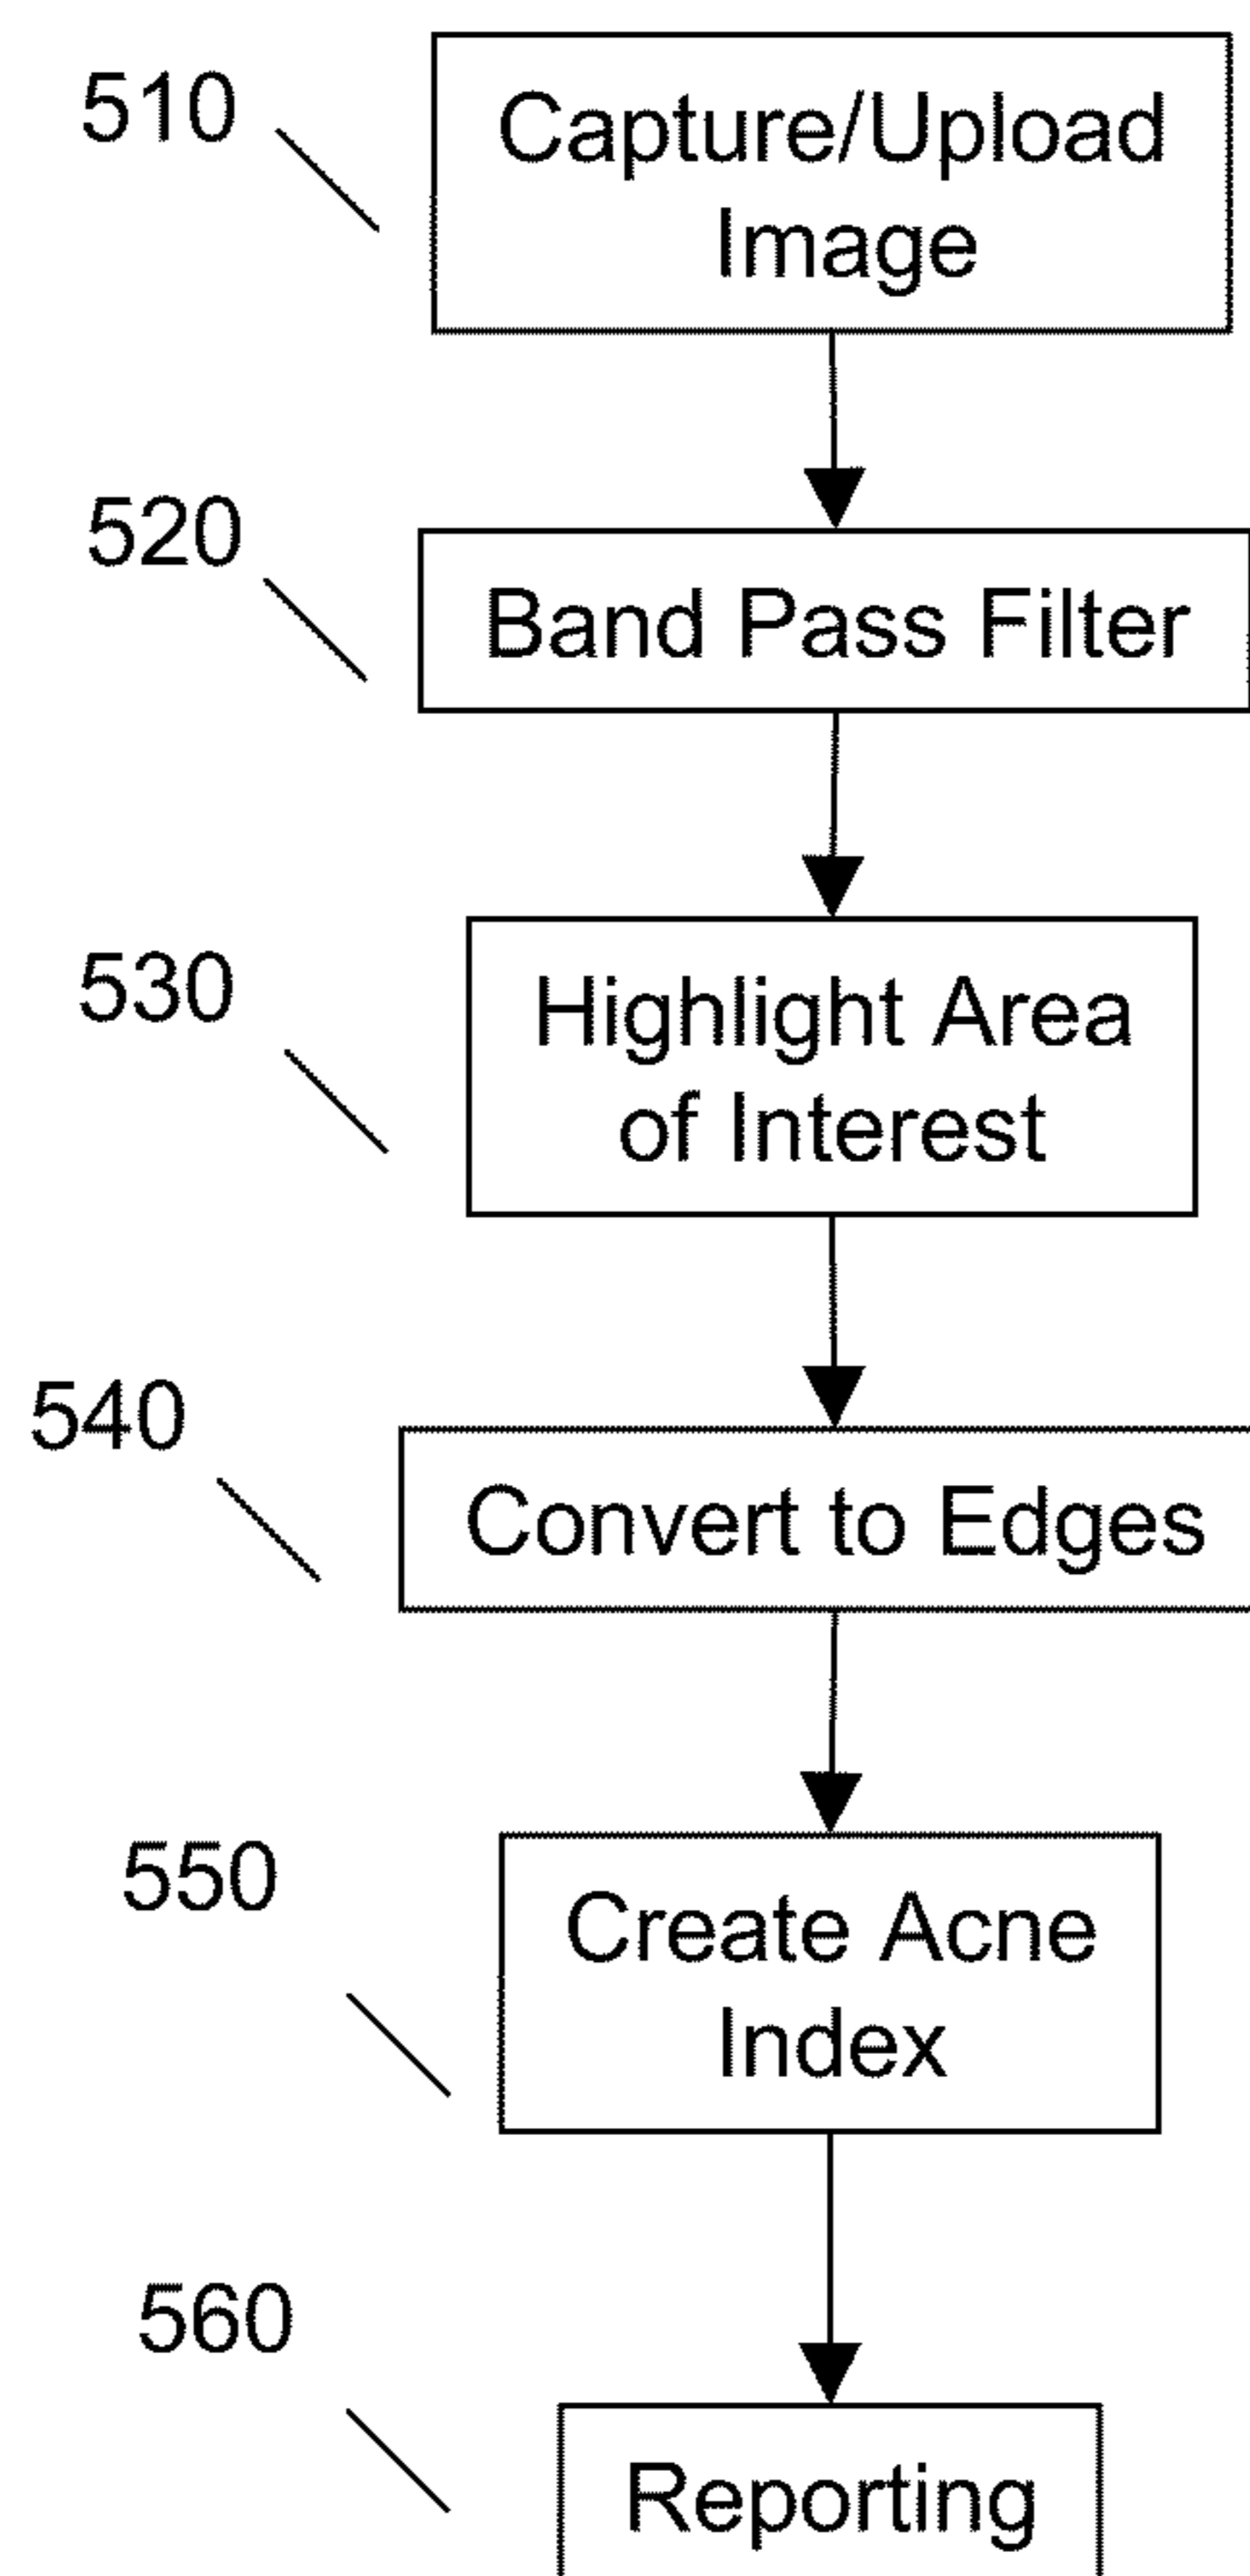 510
Capture/Upload
Image
520
Band Pass Filter
530
Highlight Area
of Interest
540
Convert to Edges
550
Create Acne
Index
560
Reporting